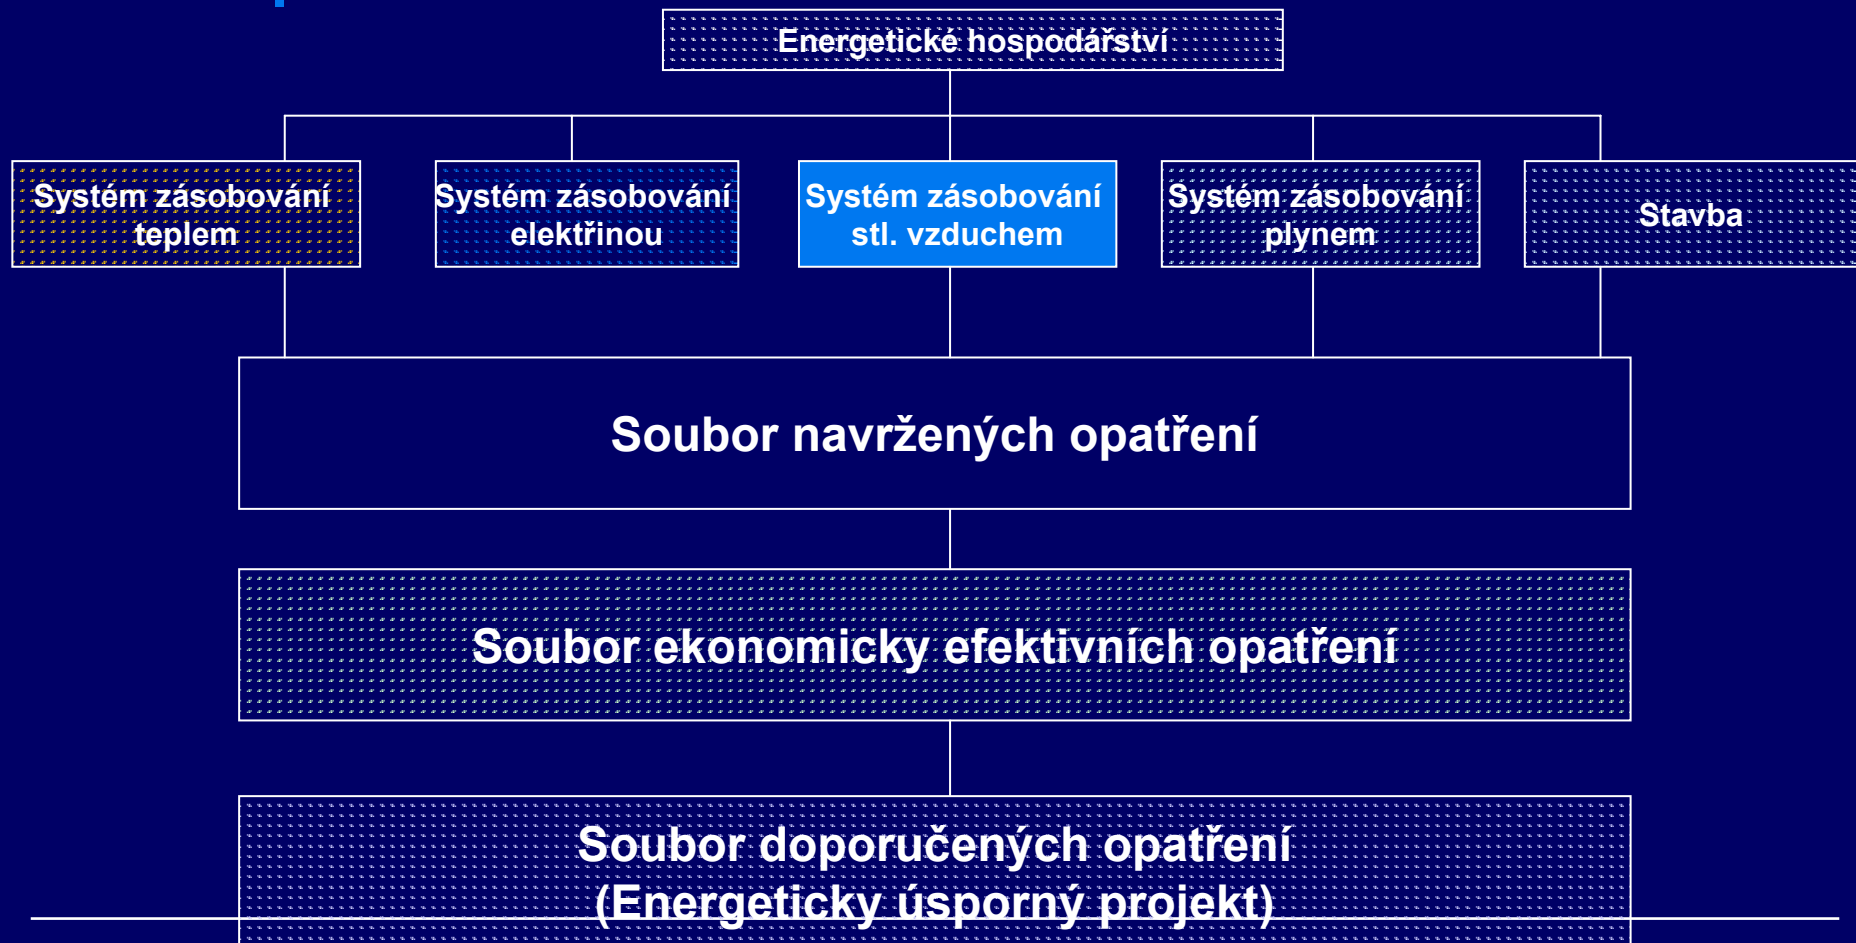 Energetické hospodářství
Systém zásobování
teplem
Systém zásobování
elektřinou
Systém zásobování
stl. vzduchem
Systém zásobování
plynem
Stavba
Soubor navržených opatření
Soubor ekonomicky efektivních opatření
Soubor doporučených opatření
(Energeticky úsporný projekt)